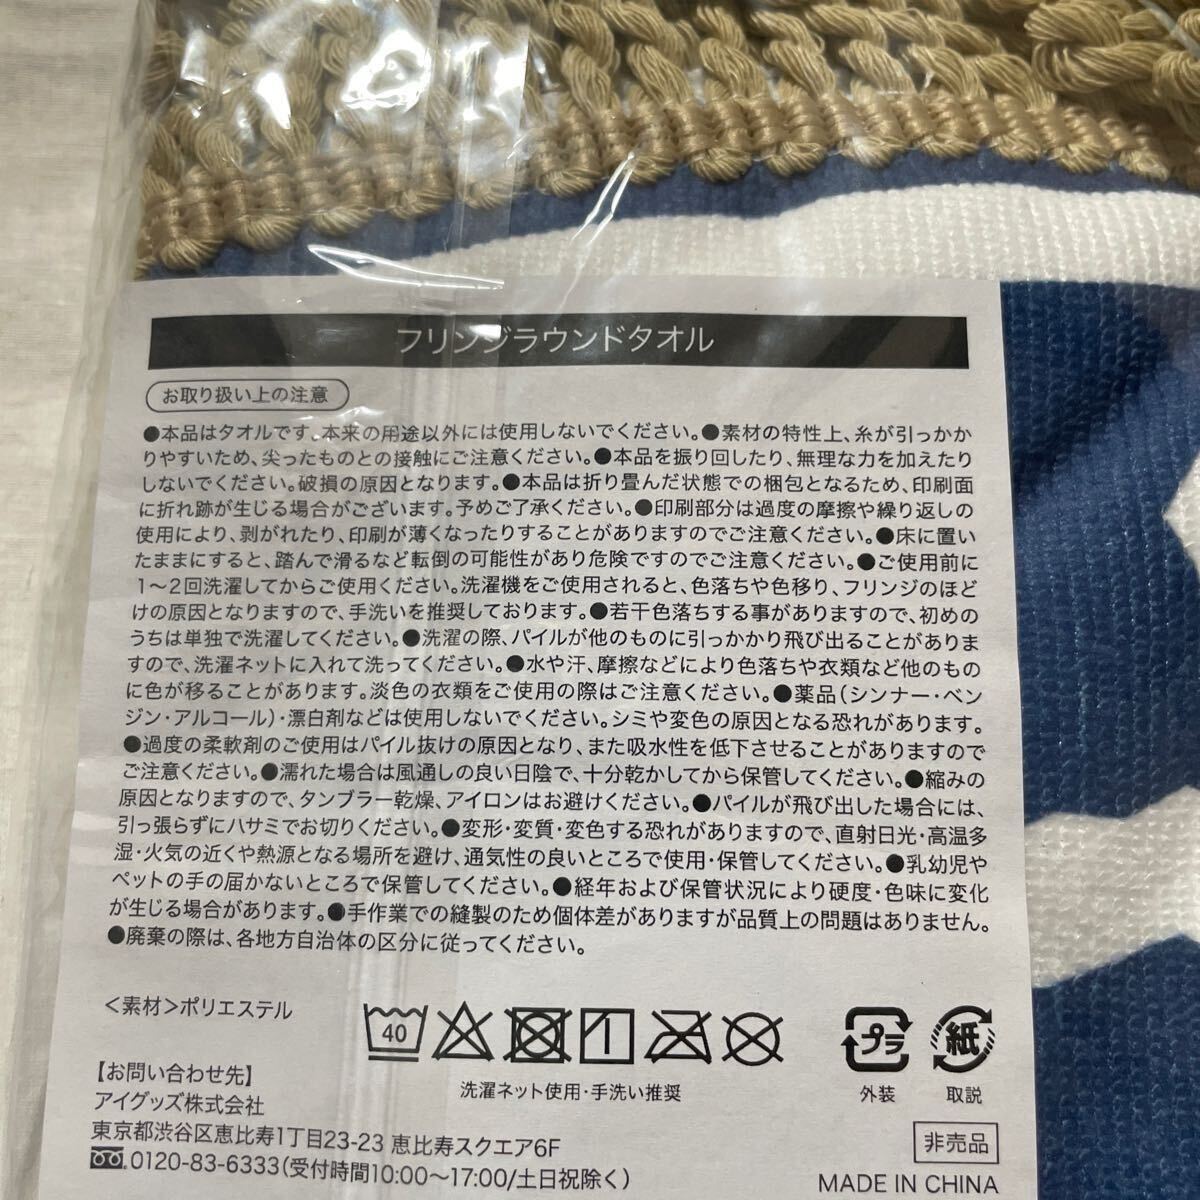 フリンジラウンドタオル
お取り扱い上の注意
●本品はタオルです。本来の用途以外には使用しないでください。●素材の特性上、糸が引っかか
りやすいため、尖ったものとの接触にご注意ください。●本品を振り回したり、無理な力を加えたり
しないでください。破損の原因となります。●本品は折り畳んだ状態での梱包となるため、印刷面
に折れ跡が生じる場合がございます。予めご了承ください。●印刷部分は過度の摩擦や繰り返しの
使用により、剥がれたり、印刷が薄くなったりすることがありますのでご注意ください。●床に置い
たままにすると、踏んで滑るなど転倒の可能性があり危険ですのでご注意ください。●ご使用前に
1〜2回洗濯してからご使用ください。洗濯機をご使用されると、色落ちや色移り、フリンジのほど
けの原因となりますので、手洗いを推奨しております。●若干色落ちする事がありますので、初めの
うちは単独で洗濯してください。●洗濯の際、パイルが他のものに引っかかり飛び出ることがありま
すので、洗濯ネットに入れて洗ってください。●水や汗、摩擦などにより色落ちや衣類など他のもの
に色が移ることがあります。淡色の衣類をご使用の際はご注意ください。●薬品(シンナー・ベン
ジン・アルコール)・漂白剤などは使用しないでください。シミや変色の原因となる恐れがあります。
●過度の柔軟剤のご使用はパイル抜けの原因となり、また吸水性を低下させることがありますので
ご注意ください。●濡れた場合は風通しの良い日陰で、十分乾かしてから保管してください。●縮みの
原因となりますので、タンブラー乾燥、アイロンはお避けください。●パイルが飛び出した場合には、
引っ張らずにハサミでお切りください。●変形・変質・変色する恐れがありますので、直射日光・高温多
湿・火気の近くや熱源となる場所を避け、通気性の良いところで使用・保管してください。●乳幼児や
ペットの手の届かないところで保管してください。●経年および保管状況により硬度・色味に変化
が生じる場合があります。●手作業での縫製のため個体差がありますが品質上の問題はありません。
●廃棄の際は、各地方自治体の区分に従ってください。
<素材>ポリエステル
40
洗濯ネット使用・手洗い推奨
プラ
外装
紙
取説
【お問い合わせ先】
アイグッズ株式会社
東京都渋谷区恵比寿1丁目23-23 恵比寿スクエア6F
0120-83-6333(受付時間10:00〜17:00/土日祝除く)
非売品
MADE IN CHINA